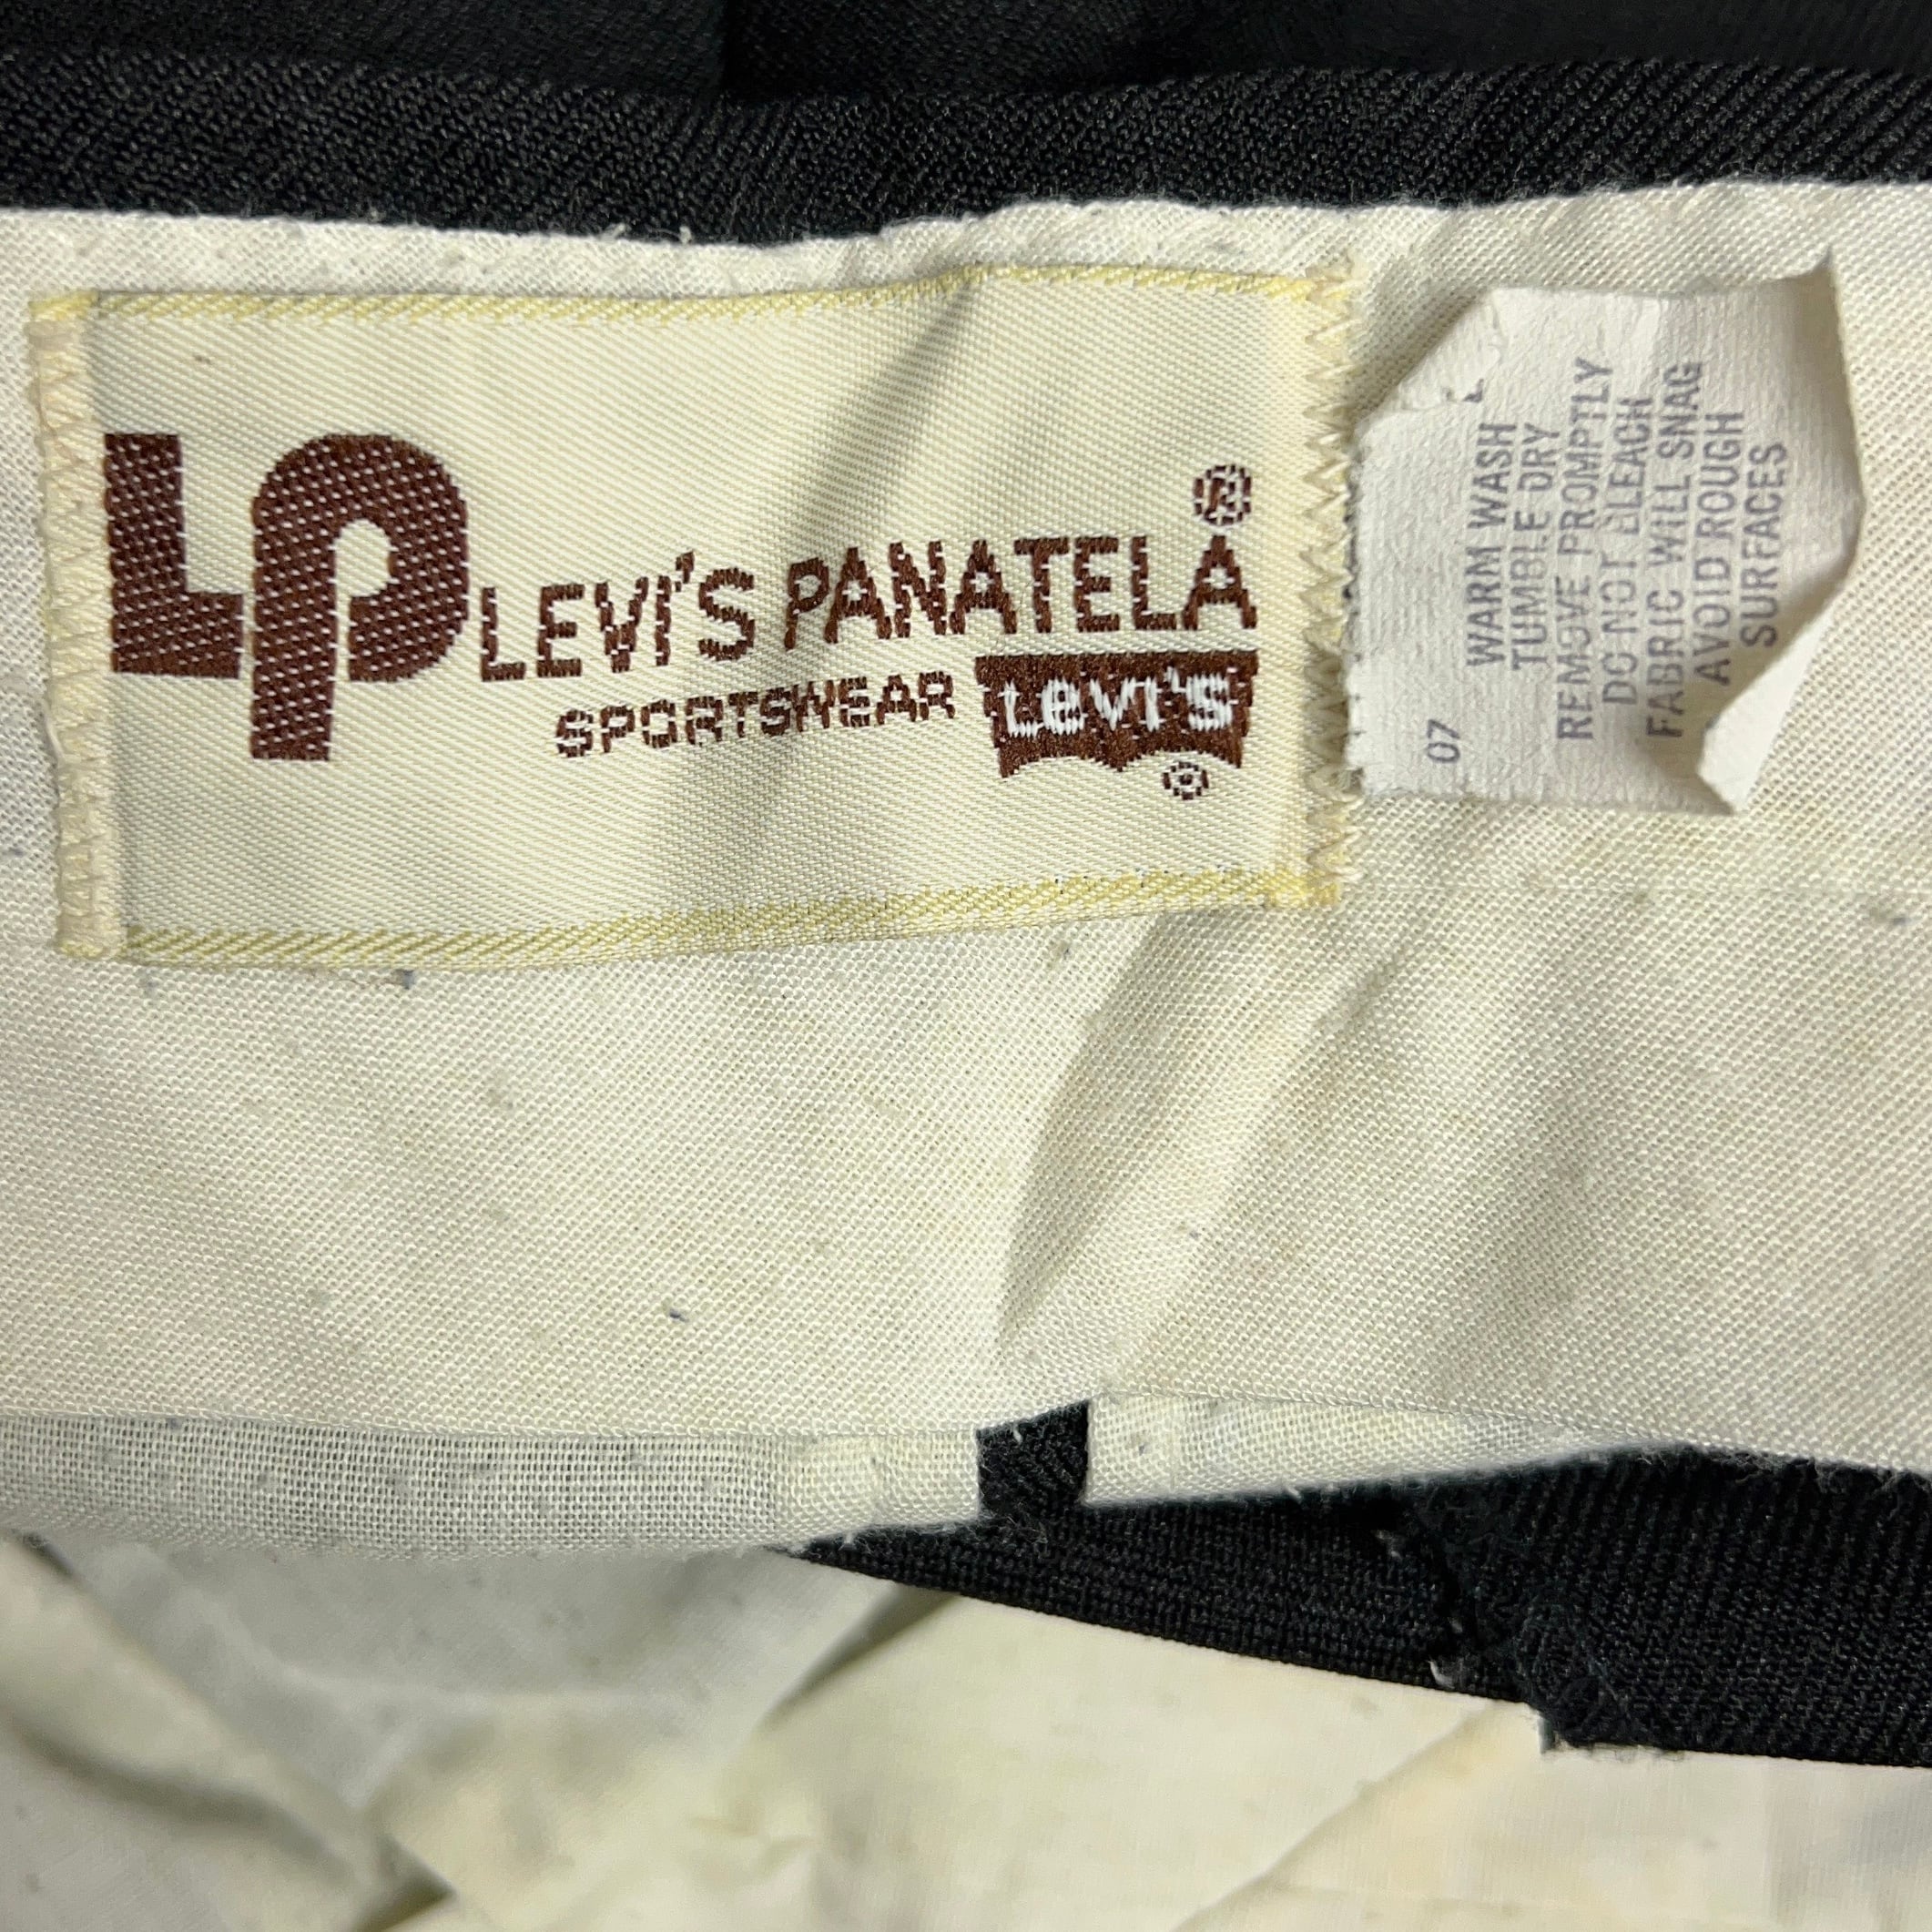 LP
LEVI'S PANATELA ®
SPORTSWEAR LEVI'S ®
07
WARM WASH
TUMBLE DRY
REMOVE PROMPTLY
DO NOT BLEACH
FABRIC WILL SNAG
AVOID ROUGH
SURFACES